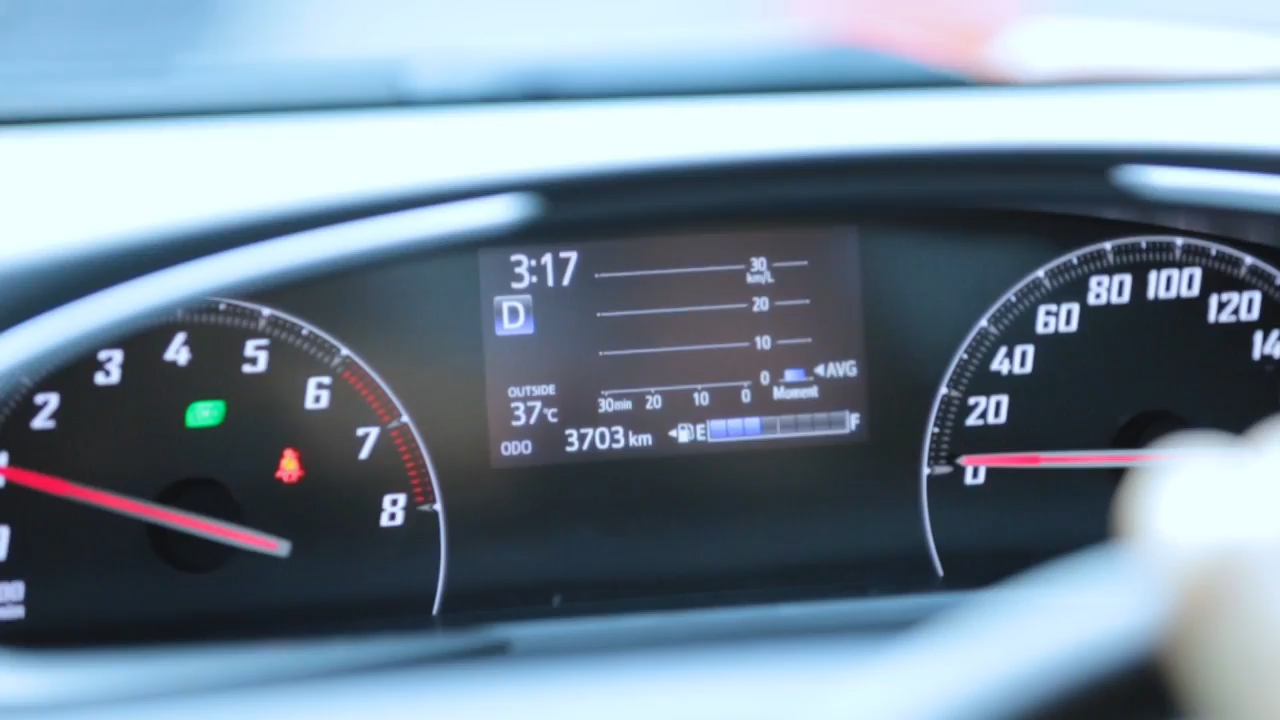 3:17
D
30
km/L
20
10
0
AVG
30min 20 10 0 Moment
OUTSIDE
37℃
ODO 3703 km
E F
2 3 4 5 6 7 8
0 20 40 60 80 100 120